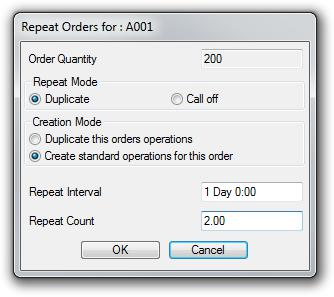 Repeat Orders for : A001
Order Quantity 200
Repeat Mode
Duplicate Call off
Creation Mode
Duplicate this orders operations
Create standard operations for this order
Repeat Interval 1 Day 0:00
Repeat Count 2.00
OK Cancel